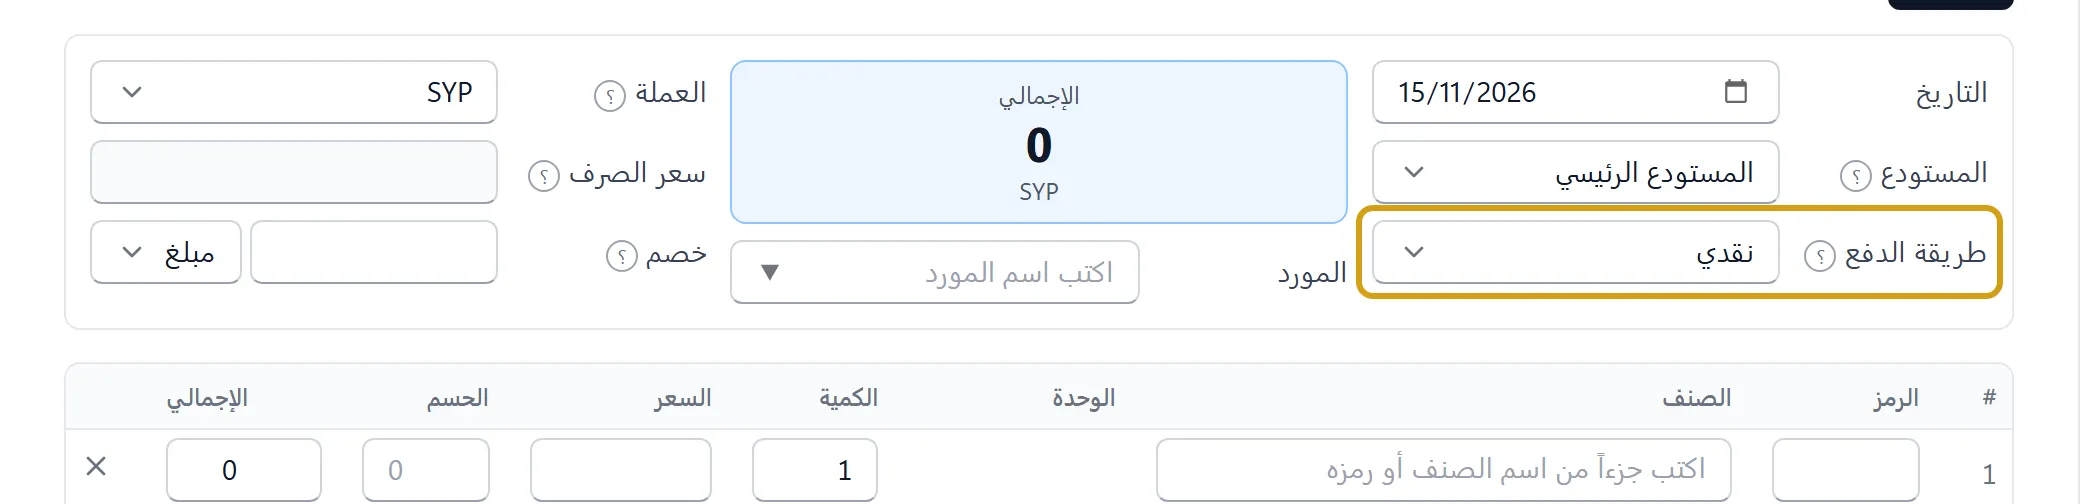 التاريخ 15/11/2026
المستودع ؟ المستودع الرئيسي
طريقة الدفع ؟ نقدي
الإجمالي
0
SYP
المورد اكتب اسم المورد
العملة ؟ SYP
سعر الصرف ؟
خصم ؟ مبلغ
# الرمز الصنف الوحدة الكمية السعر الحسم الإجمالي
1 اكتب جزءاً من اسم الصنف أو رمزه 1 0 0